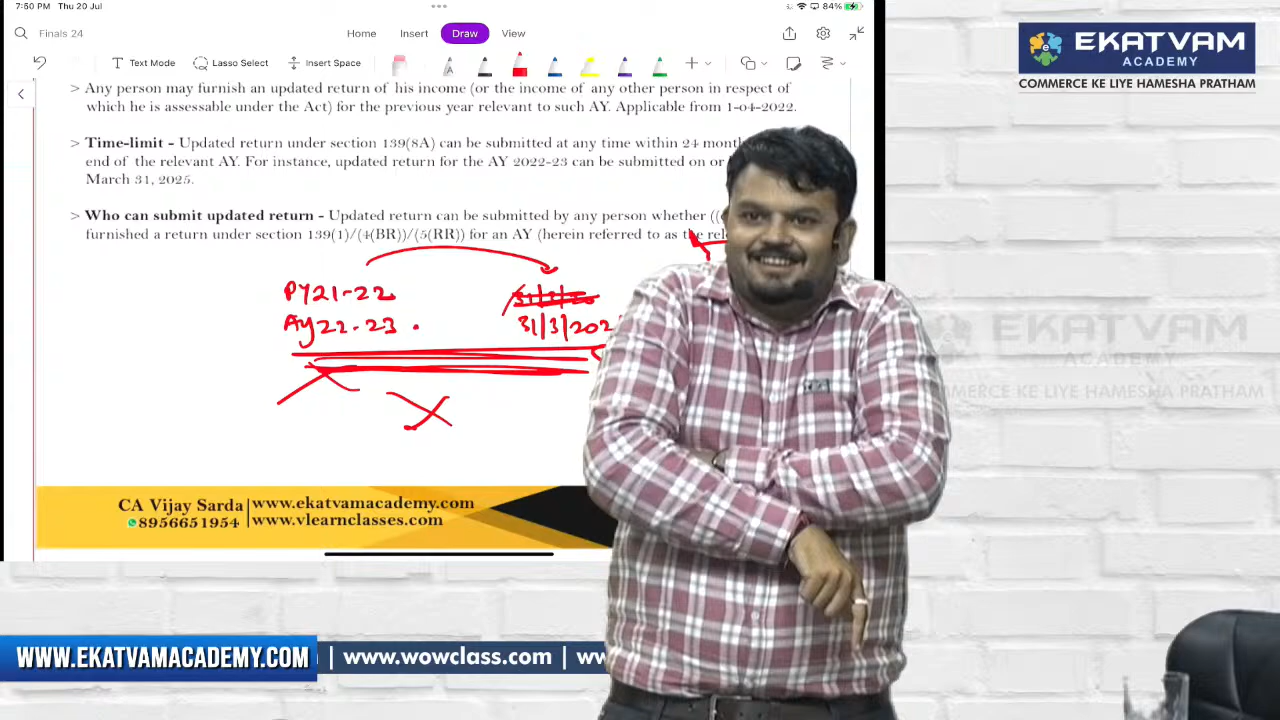 7:50 PM Thu 20 Jul
84%
Finals 24
Home Insert Draw View
Text Mode Lasso Select Insert Space
> Any person may furnish an updated return of his income (or the income of any other person in respect of
which he is assessable under the Act) for the previous year relevant to such AY. Applicable from 1-04-2022.
> Time-limit - Updated return under section 139(8A) can be submitted at any time within 24
end of the relevant AY. For instance, updated return for the AY 2022-23 can be submitted on or
March 31, 2025.
> Who can submit updated return - Updated return can be submitted by any person whether
furnished a return under section 139(1)/(4(BR))/(5(RR)) for an AY (herein referred to as the
PY21-22
AY22-23
31/3/202
CA Vijay Sarda www.ekatvamacademy.com
8956651954 www.vlearnclasses.com
EKATVAM
ACADEMY
COMMERCE KE LIYE HAMESHA PRATHAM
EKATVAM
ACADEMY
MMERCE KE LIYE HAMESHA PRATHAM
WWW.EKATVAMACADEMY.COM | www.wowclass.com | ww